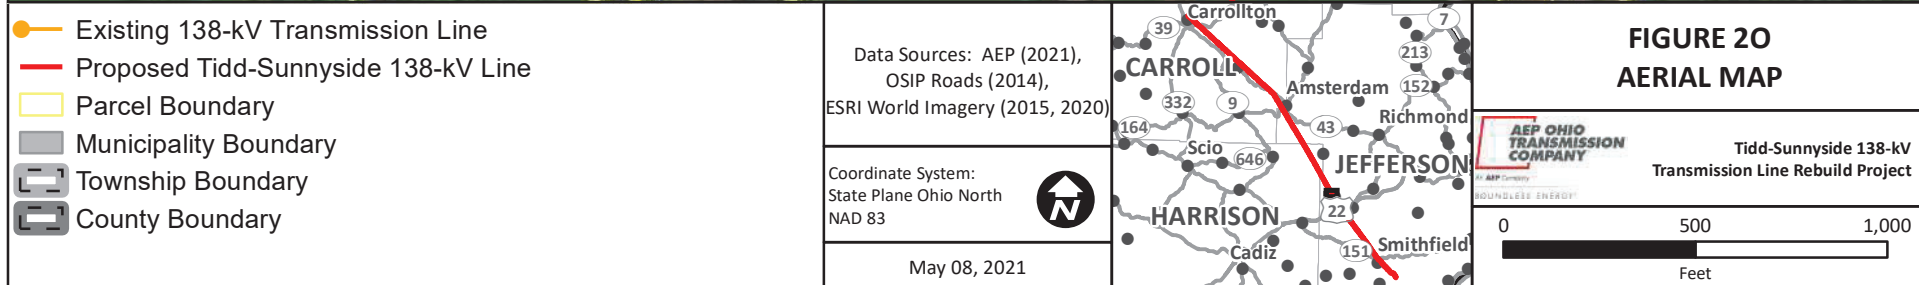 Existing 138-kV Transmission Line
Proposed Tidd-Sunnyside 138-kV Line
Parcel Boundary
Municipality Boundary
Township Boundary
County Boundary
Data Sources: AEP (2021),
OSIP Roads (2014),
ESRI World Imagery (2015, 2020)
Coordinate System:
State Plane Ohio North
NAD 83
N
May 08, 2021
Carrollton
7
39
213
CARROLL
Amsterdam
152
332
9
Richmond
164
43
Scio
646
JEFFERSON
22
HARRISON
Cadiz
151
Smithfield
FIGURE 2O
AERIAL MAP
AEP OHIO
TRANSMISSION
COMPANY
An AEP Company
BOUNDLESS ENERGY
Tidd-Sunnyside 138-kV
Transmission Line Rebuild Project
0 500 1,000
Feet